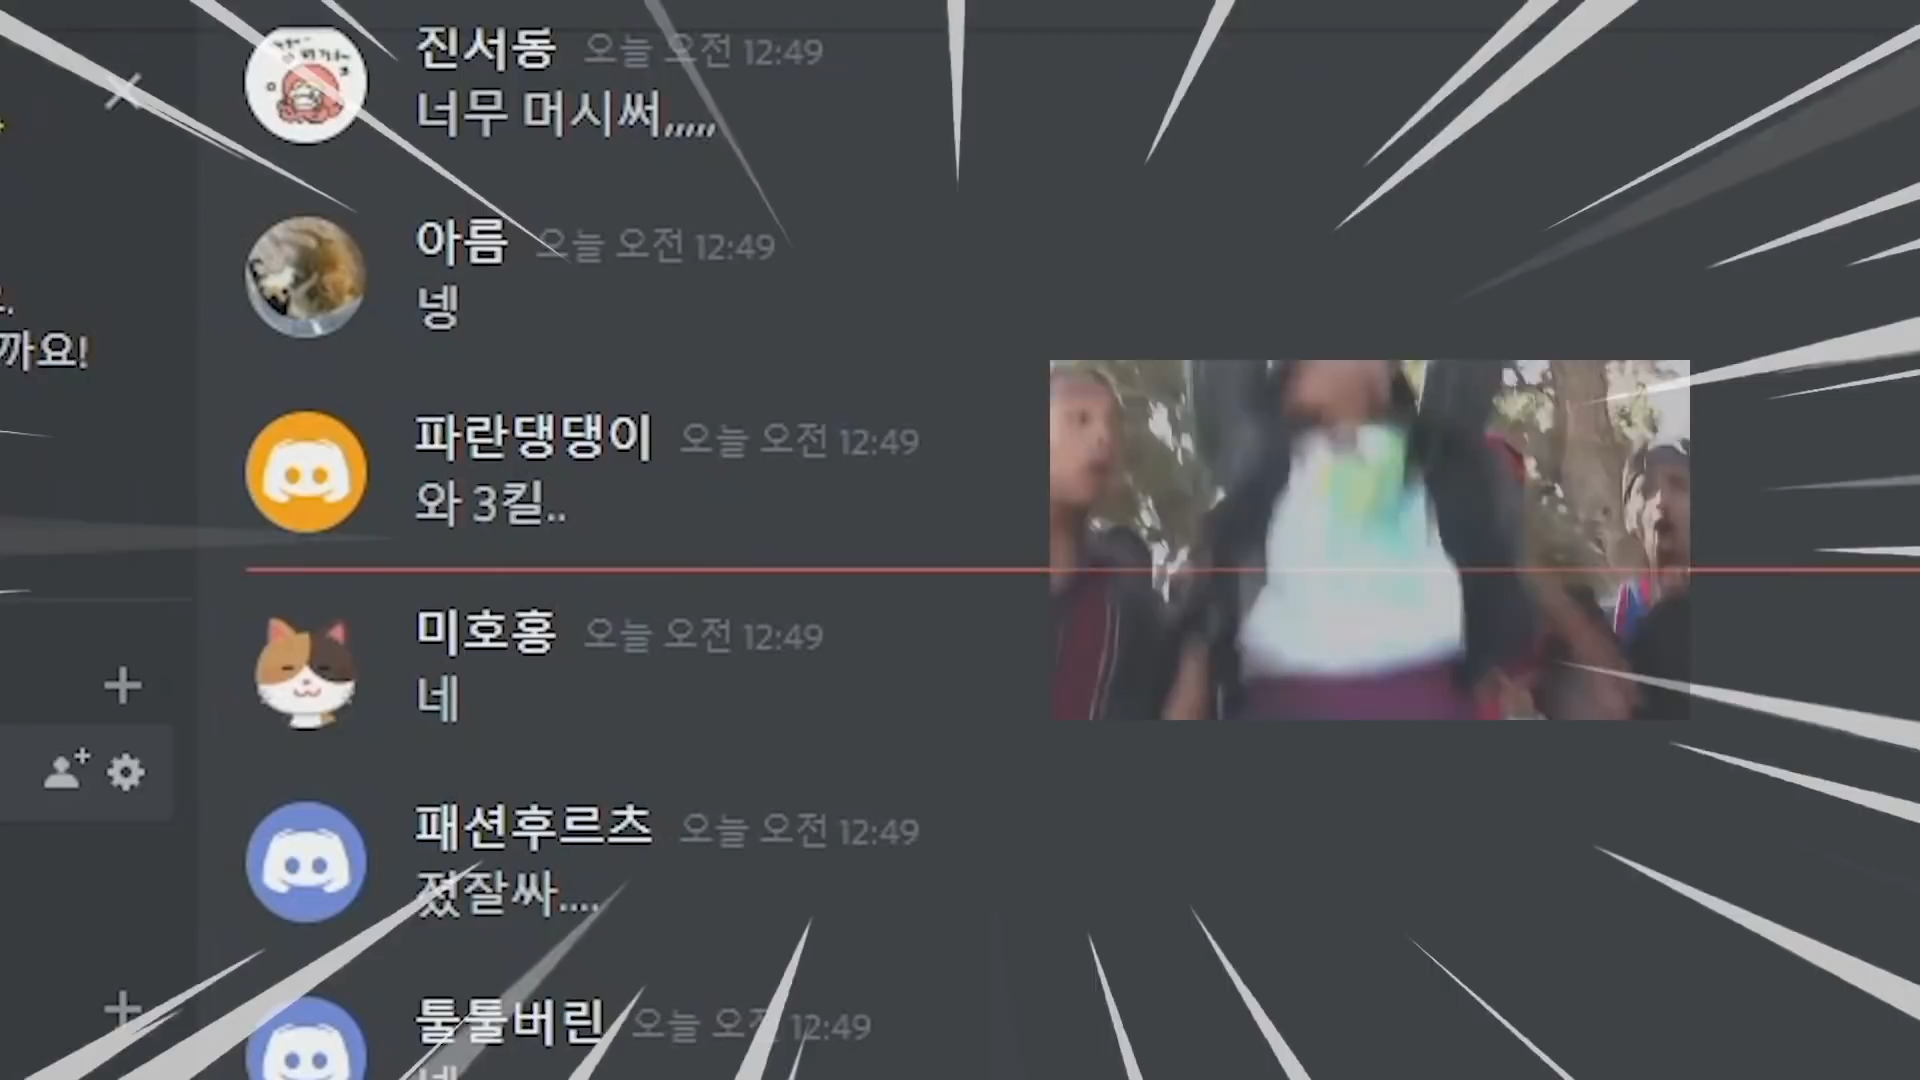 진서동 오늘 오전 12:49
너무 머시써,,,,,
아름 오늘 오전 12:49
넹
까요!
파란댕댕이 오늘 오전 12:49
와 3킬..
미호홍 오늘 오전 12:49
네
패션후르츠 오늘 오전 12:49
젔잘싸....
툴툴버린 오늘 오전 12:49